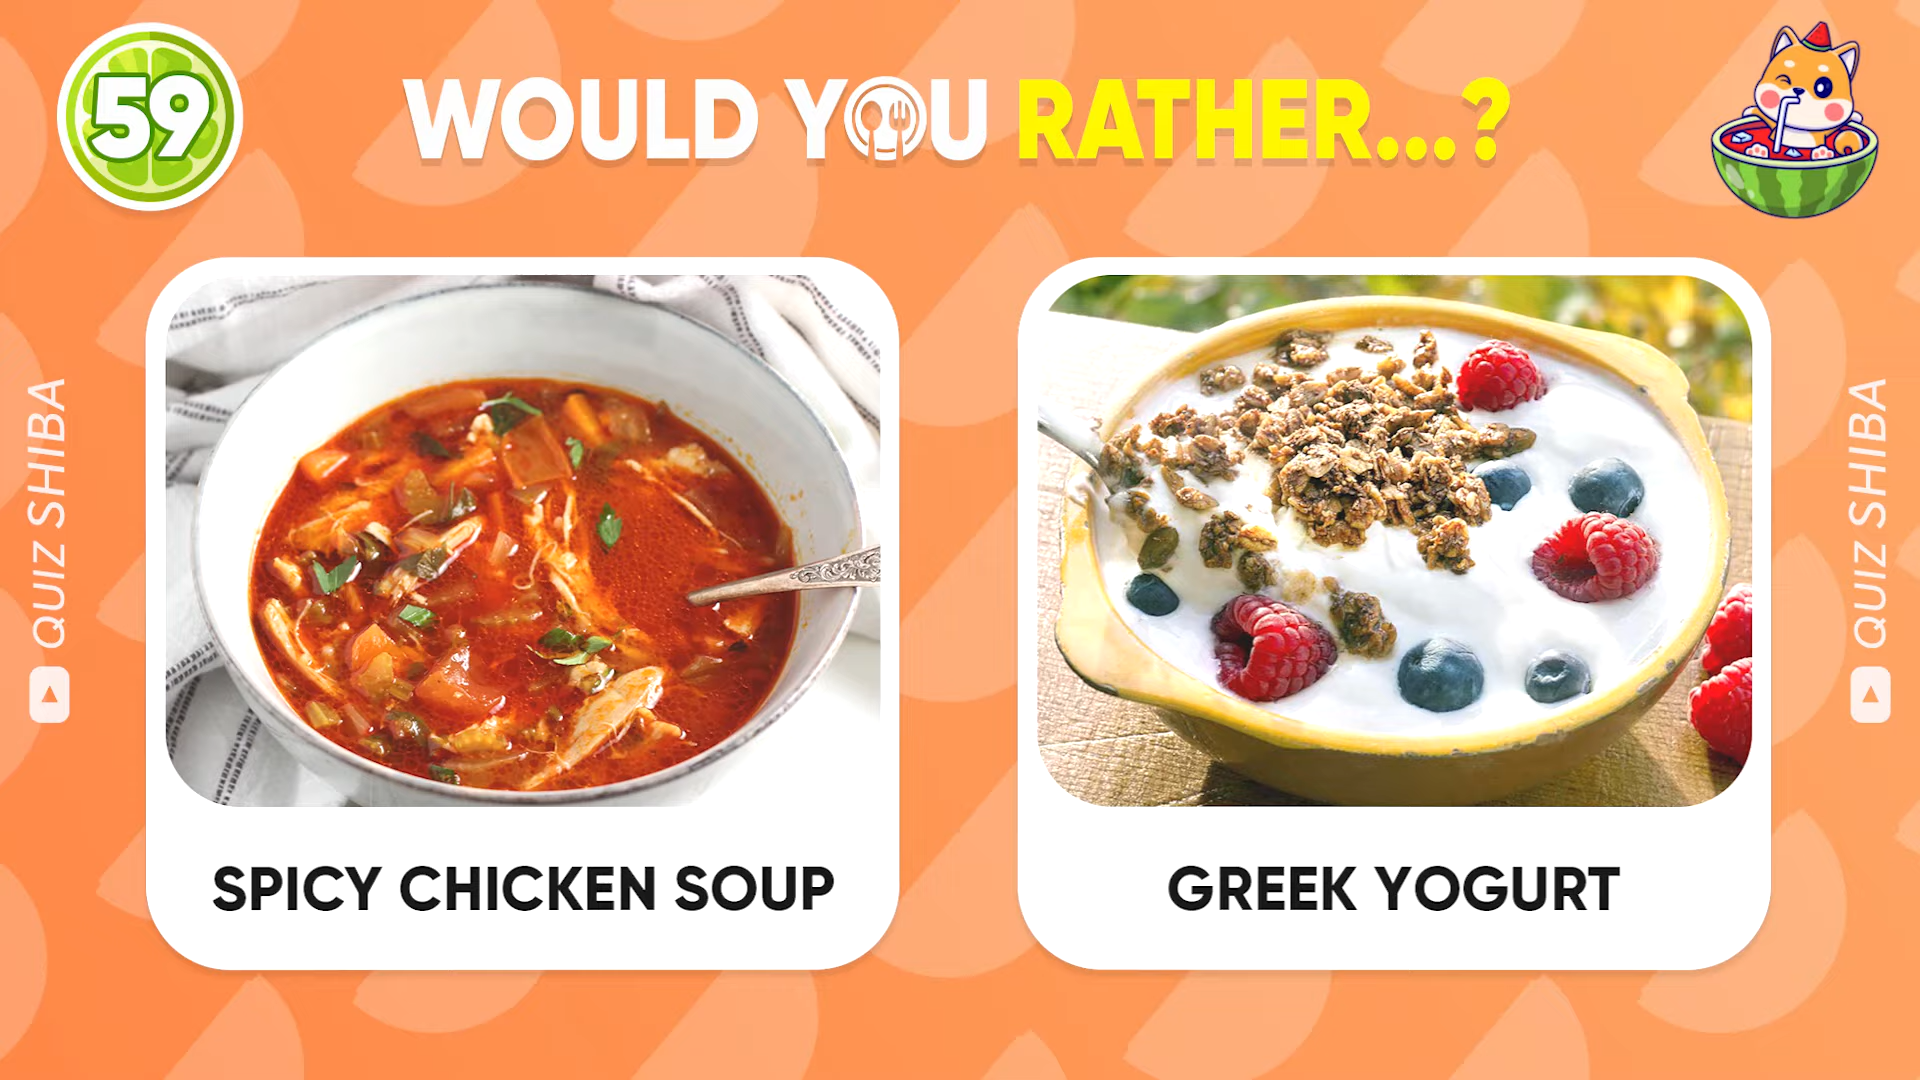 59
WOULD YOU RATHER...?
QUIZ SHIBA
QUIZ SHIBA
SPICY CHICKEN SOUP
GREEK YOGURT